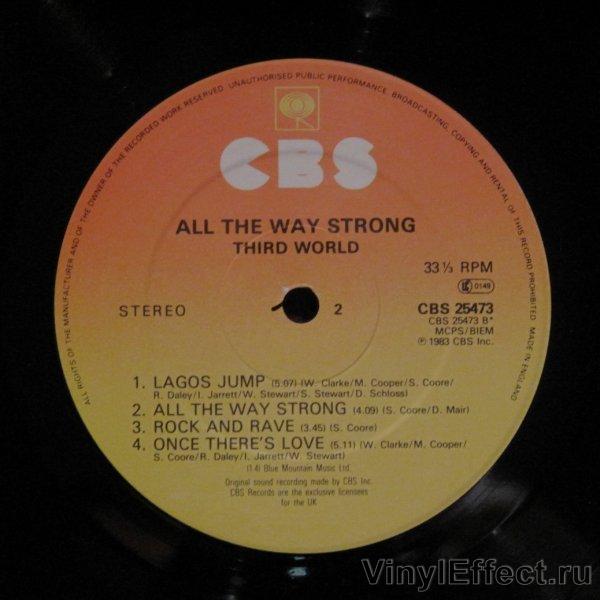 ALL RIGHTS OF THE MANUFACTURER AND OF THE OWNER OF THE RECORDED WORK RESERVED. UNAUTHORISED PUBLIC PERFORMANCE, BROADCASTING, COPYING AND RENTAL OF THIS RECORD PROHIBITED. MADE IN ENGLAND
CBS
ALL THE WAY STRONG
THIRD WORLD
33⅓ RPM
0149
STEREO
2
CBS 25473
CBS 25473 B*
MCPS/BIEM
℗ 1983 CBS Inc.
1. LAGOS JUMP (5.07) (W. Clarke/M. Cooper/S. Coore/
R. Daley/I. Jarrett/W. Stewart/S. Stewart/D. Schloss)
2. ALL THE WAY STRONG (4.09) (S. Coore/D. Mair)
3. ROCK AND RAVE (3.45) (S. Coore)
4. ONCE THERE'S LOVE (5.11) (W. Clarke/M. Cooper/
S. Coore/R. Daley/I. Jarrett/W. Stewart)
(1.4) Blue Mountain Music Ltd.
Original sound recording made by CBS Inc.
CBS Records are the exclusive licensees
for the UK
VinylEffect.ru